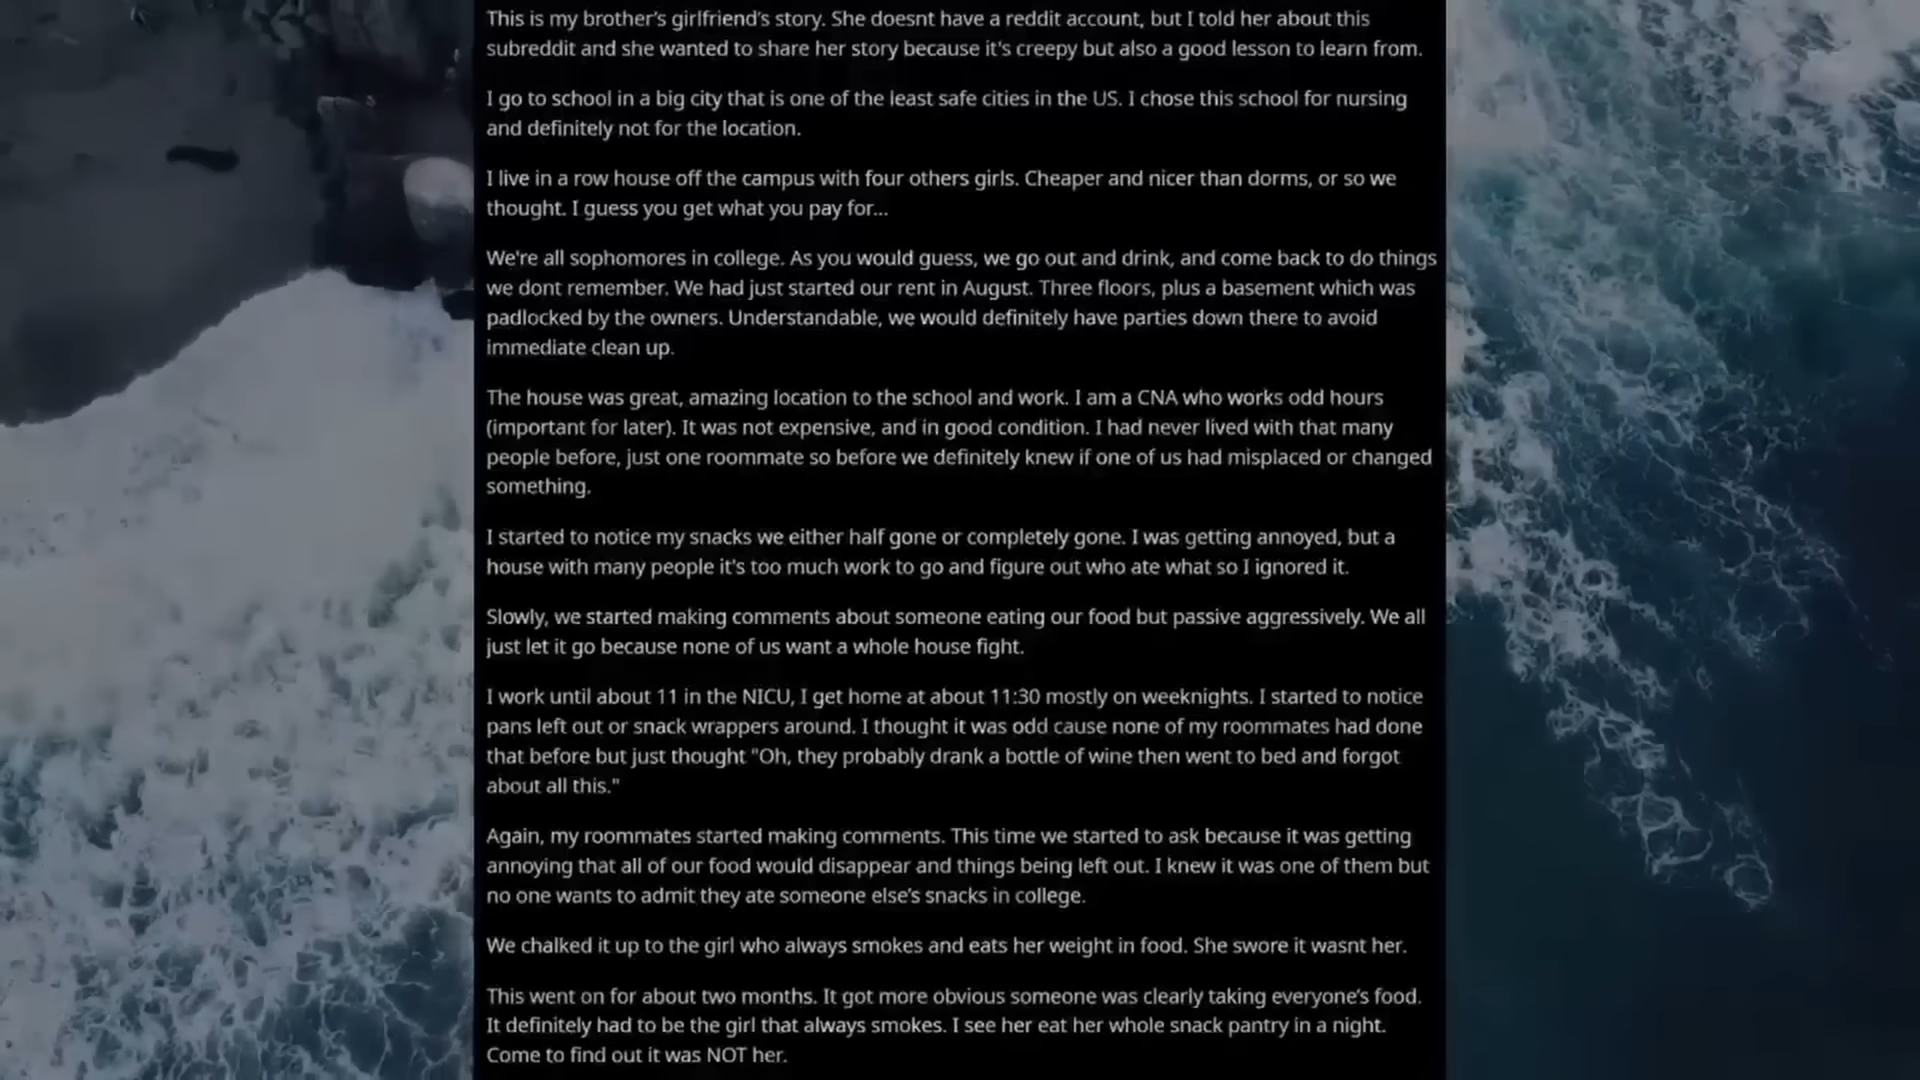 This is my brother's girlfriend's story. She doesnt have a reddit account, but I told her about this
subreddit and she wanted to share her story because it's creepy but also a good lesson to learn from.
I go to school in a big city that is one of the least safe cities in the US. I chose this school for nursing
and definitely not for the location.
I live in a row house off the campus with four others girls. Cheaper and nicer than dorms, or so we
thought. I guess you get what you pay for...
We're all sophomores in college. As you would guess, we go out and drink, and come back to do things
we dont remember. We had just started our rent in August. Three floors, plus a basement which was
padlocked by the owners. Understandable, we would definitely have parties down there to avoid
immediate clean up.
The house was great, amazing location to the school and work. I am a CNA who works odd hours
(important for later). It was not expensive, and in good condition. I had never lived with that many
people before, just one roommate so before we definitely knew if one of us had misplaced or changed
something.
I started to notice my snacks we either half gone or completely gone. I was getting annoyed, but a
house with many people it's too much work to go and figure out who ate what so I ignored it.
Slowly, we started making comments about someone eating our food but passive aggressively. We all
just let it go because none of us want a whole house fight.
I work until about 11 in the NICU, I get home at about 11:30 mostly on weeknights. I started to notice
pans left out or snack wrappers around. I thought it was odd cause none of my roommates had done
that before but just thought "Oh, they probably drank a bottle of wine then went to bed and forgot
about all this."
Again, my roommates started making comments. This time we started to ask because it was getting
annoying that all of our food would disappear and things being left out. I knew it was one of them but
no one wants to admit they ate someone else's snacks in college.
We chalked it up to the girl who always smokes and eats her weight in food. She swore it wasnt her.
This went on for about two months. It got more obvious someone was clearly taking everyone's food.
It definitely had to be the girl that always smokes. I see her eat her whole snack pantry in a night.
Come to find out it was NOT her.